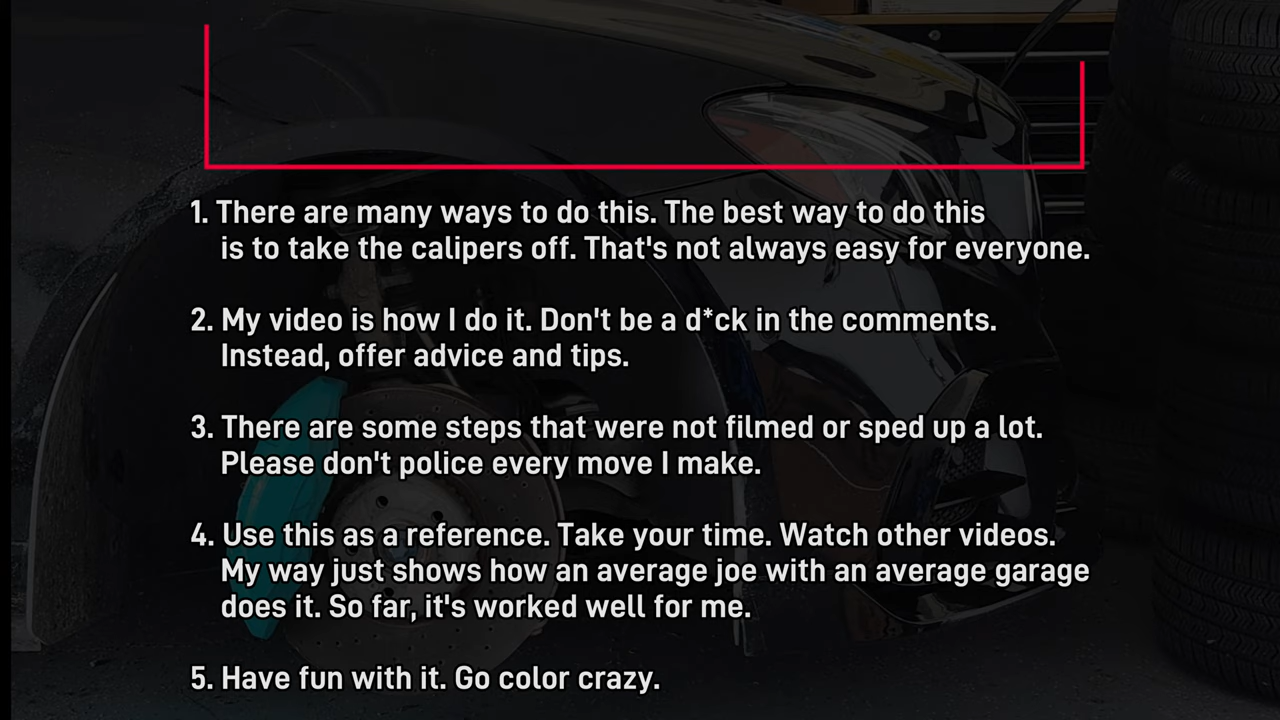 1. There are many ways to do this. The best way to do this
is to take the calipers off. That's not always easy for everyone.
2. My video is how I do it. Don't be a d*ck in the comments.
Instead, offer advice and tips.
3. There are some steps that were not filmed or sped up a lot.
Please don't police every move I make.
4. Use this as a reference. Take your time. Watch other videos.
My way just shows how an average joe with an average garage
does it. So far, it's worked well for me.
5. Have fun with it. Go color crazy.